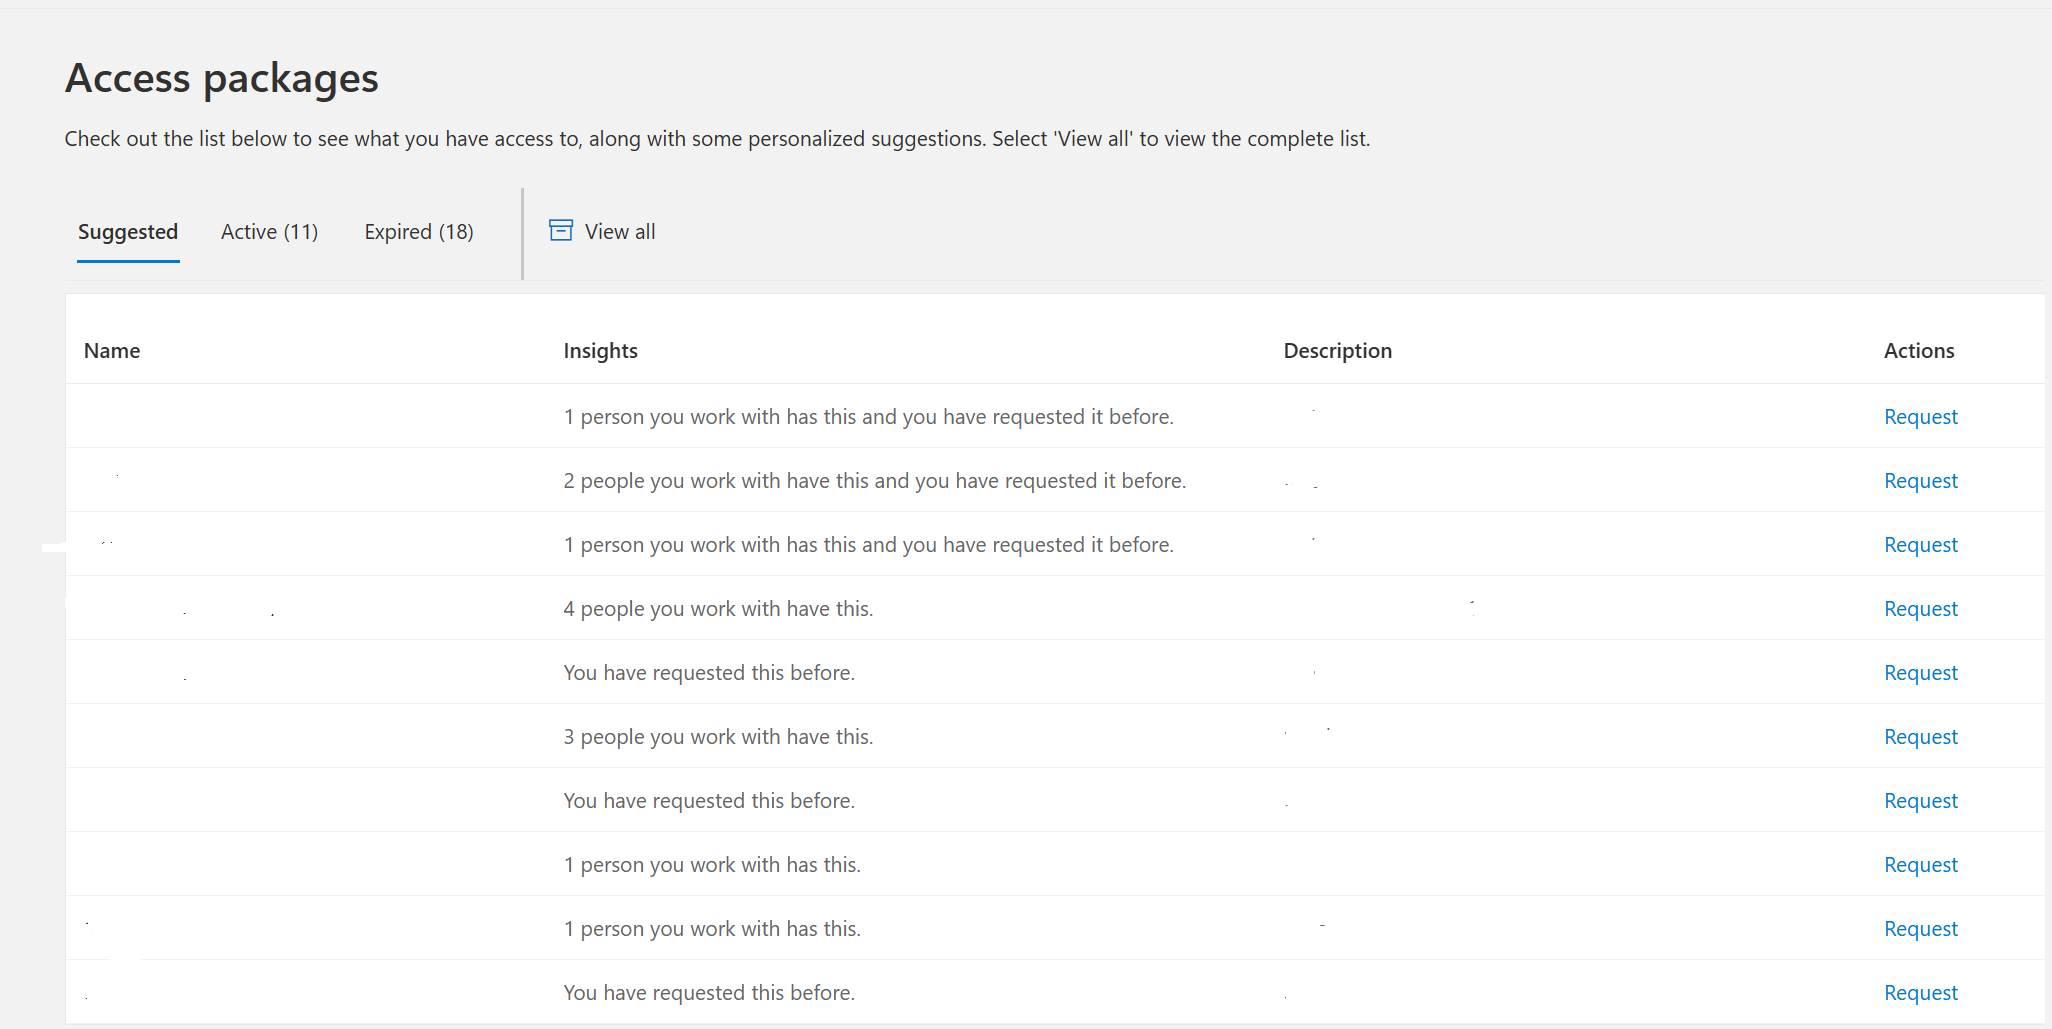 Access packages
Check out the list below to see what you have access to, along with some personalized suggestions. Select 'View all' to view the complete list.
Suggested Active (11) Expired (18) View all
Name Insights Description Actions
1 person you work with has this and you have requested it before. Request
2 people you work with have this and you have requested it before. Request
1 person you work with has this and you have requested it before. Request
4 people you work with have this. Request
You have requested this before. Request
3 people you work with have this. Request
You have requested this before. Request
1 person you work with has this. Request
1 person you work with has this. Request
You have requested this before. Request